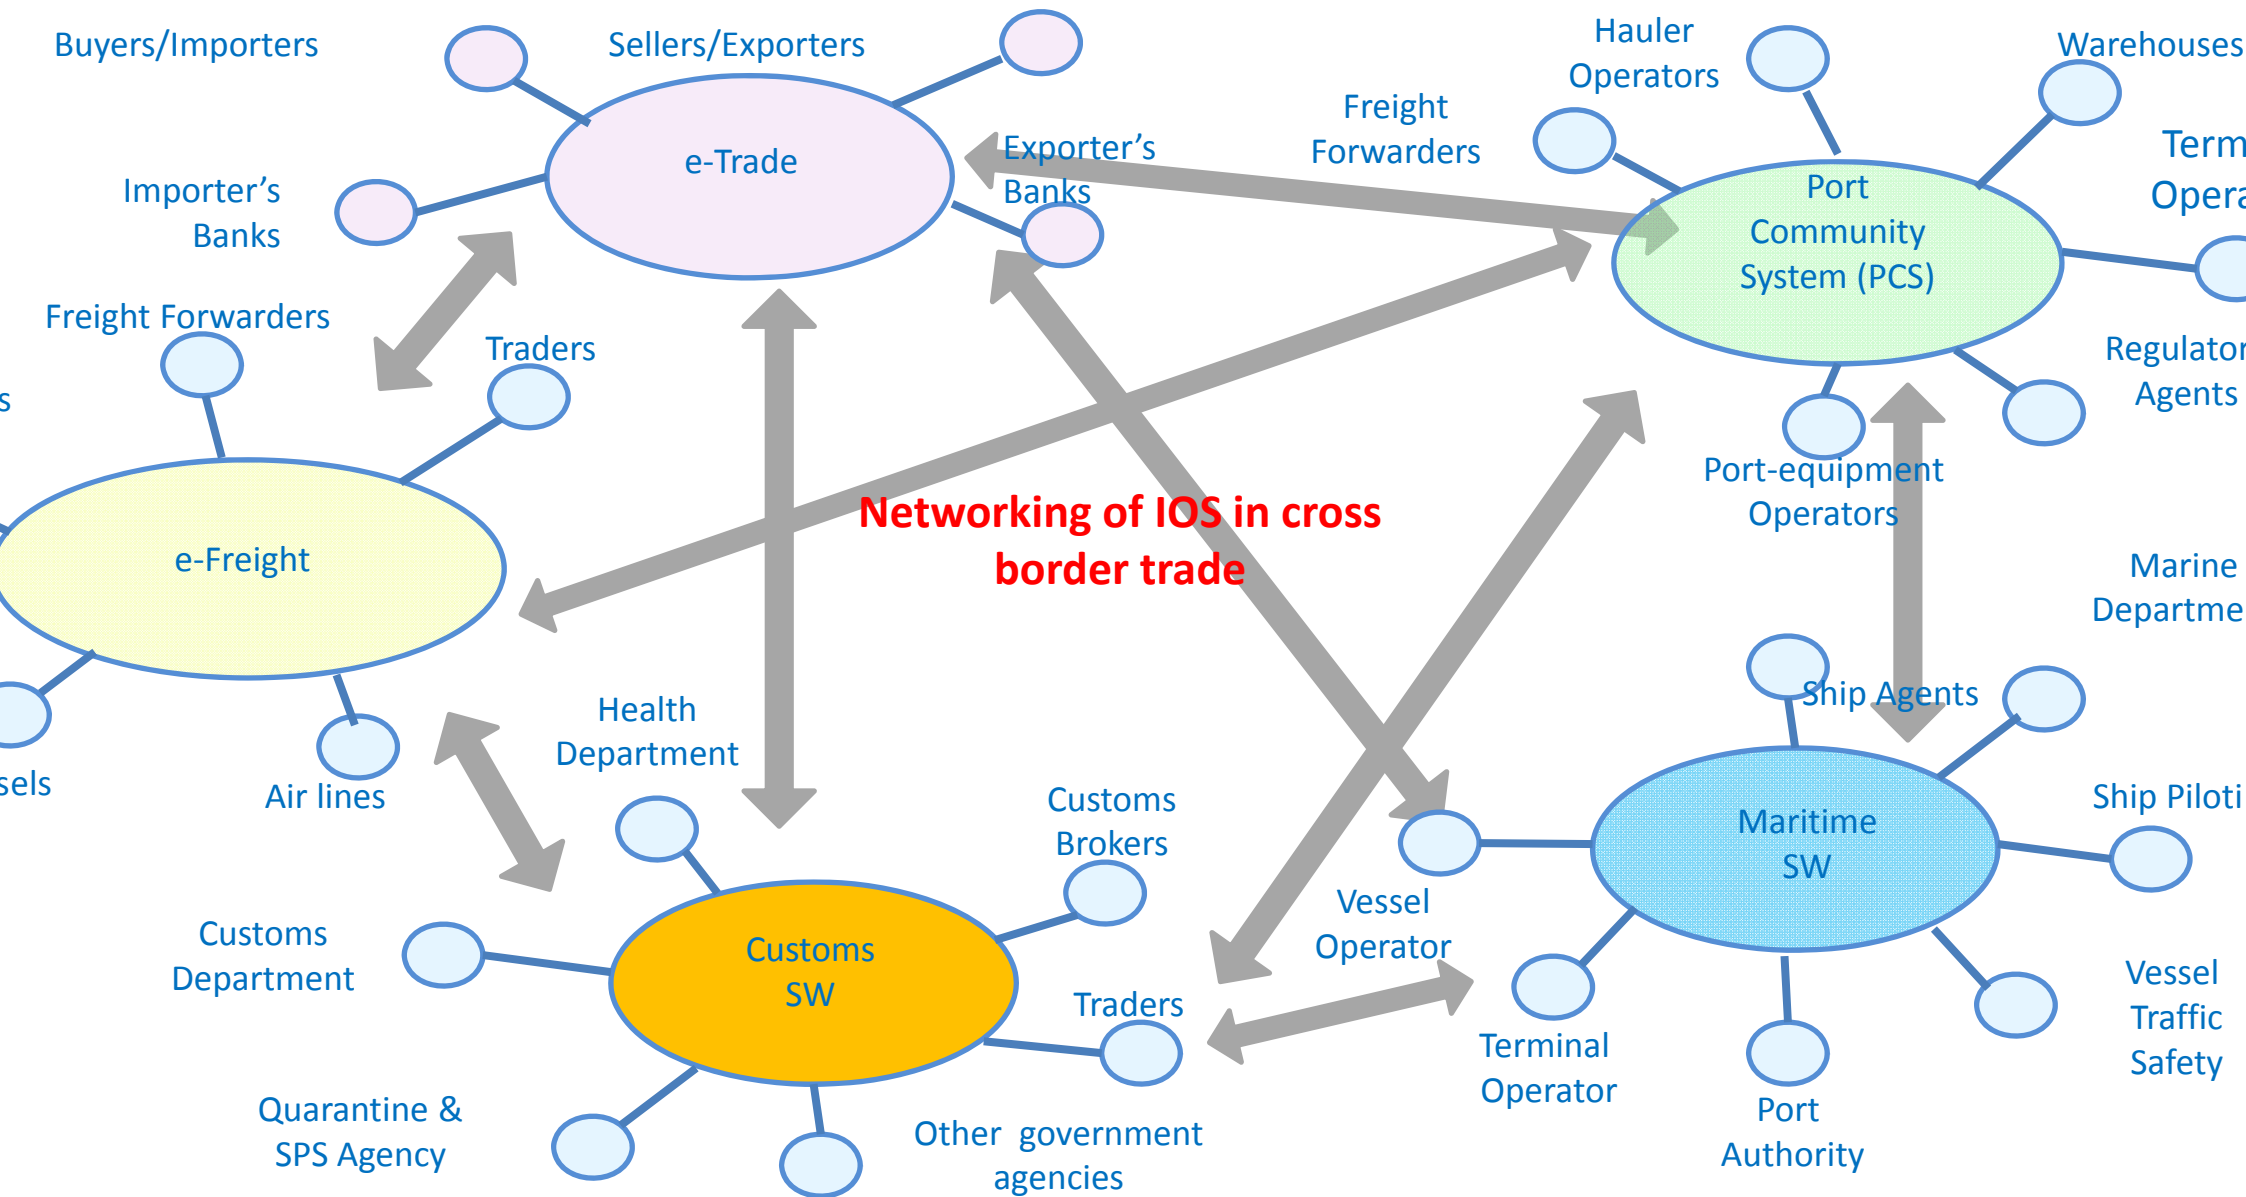 Buyers/Importers
Sellers/Exporters
Hauler
Operators
Warehouses
Freight
Forwarders
Exporter’s
Banks
e-Trade
Importer’s
Banks
Port
Community
System (PCS)
Freight Forwarders
Traders
Agents
Port-equipment
Operators
Networking of IOS in cross
border trade
e-Freight
Marine
Health
Department
Ship Agents
Air lines
Customs
Brokers
Ship
Maritime
SW
Vessel
Operator
Customs
Department
Customs
SW
Traders
Vessel
Traffic
Safety
Terminal
Operator
Quarantine &
SPS Agency
Other government
agencies
Port
Authority